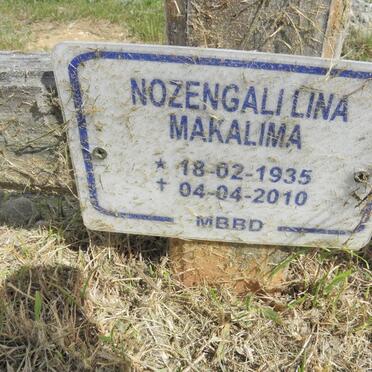 NOZENGALI LINA
MAKALIMA
* 18-02-1935
† 04-04-2010
MBBD